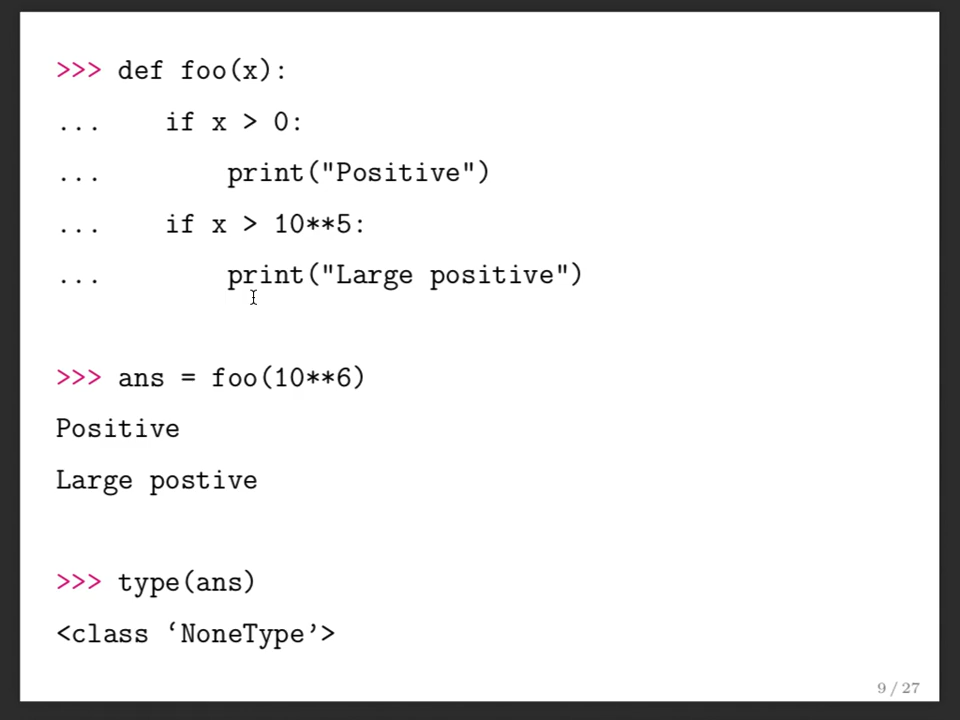 >>> def foo(x):
...    if x > 0:
...        print("Positive")
...    if x > 10**5:
...        print("Large positive")
>>> ans = foo(10**6)
Positive
Large postive
>>> type(ans)
<class ‘NoneType’>
9 / 27